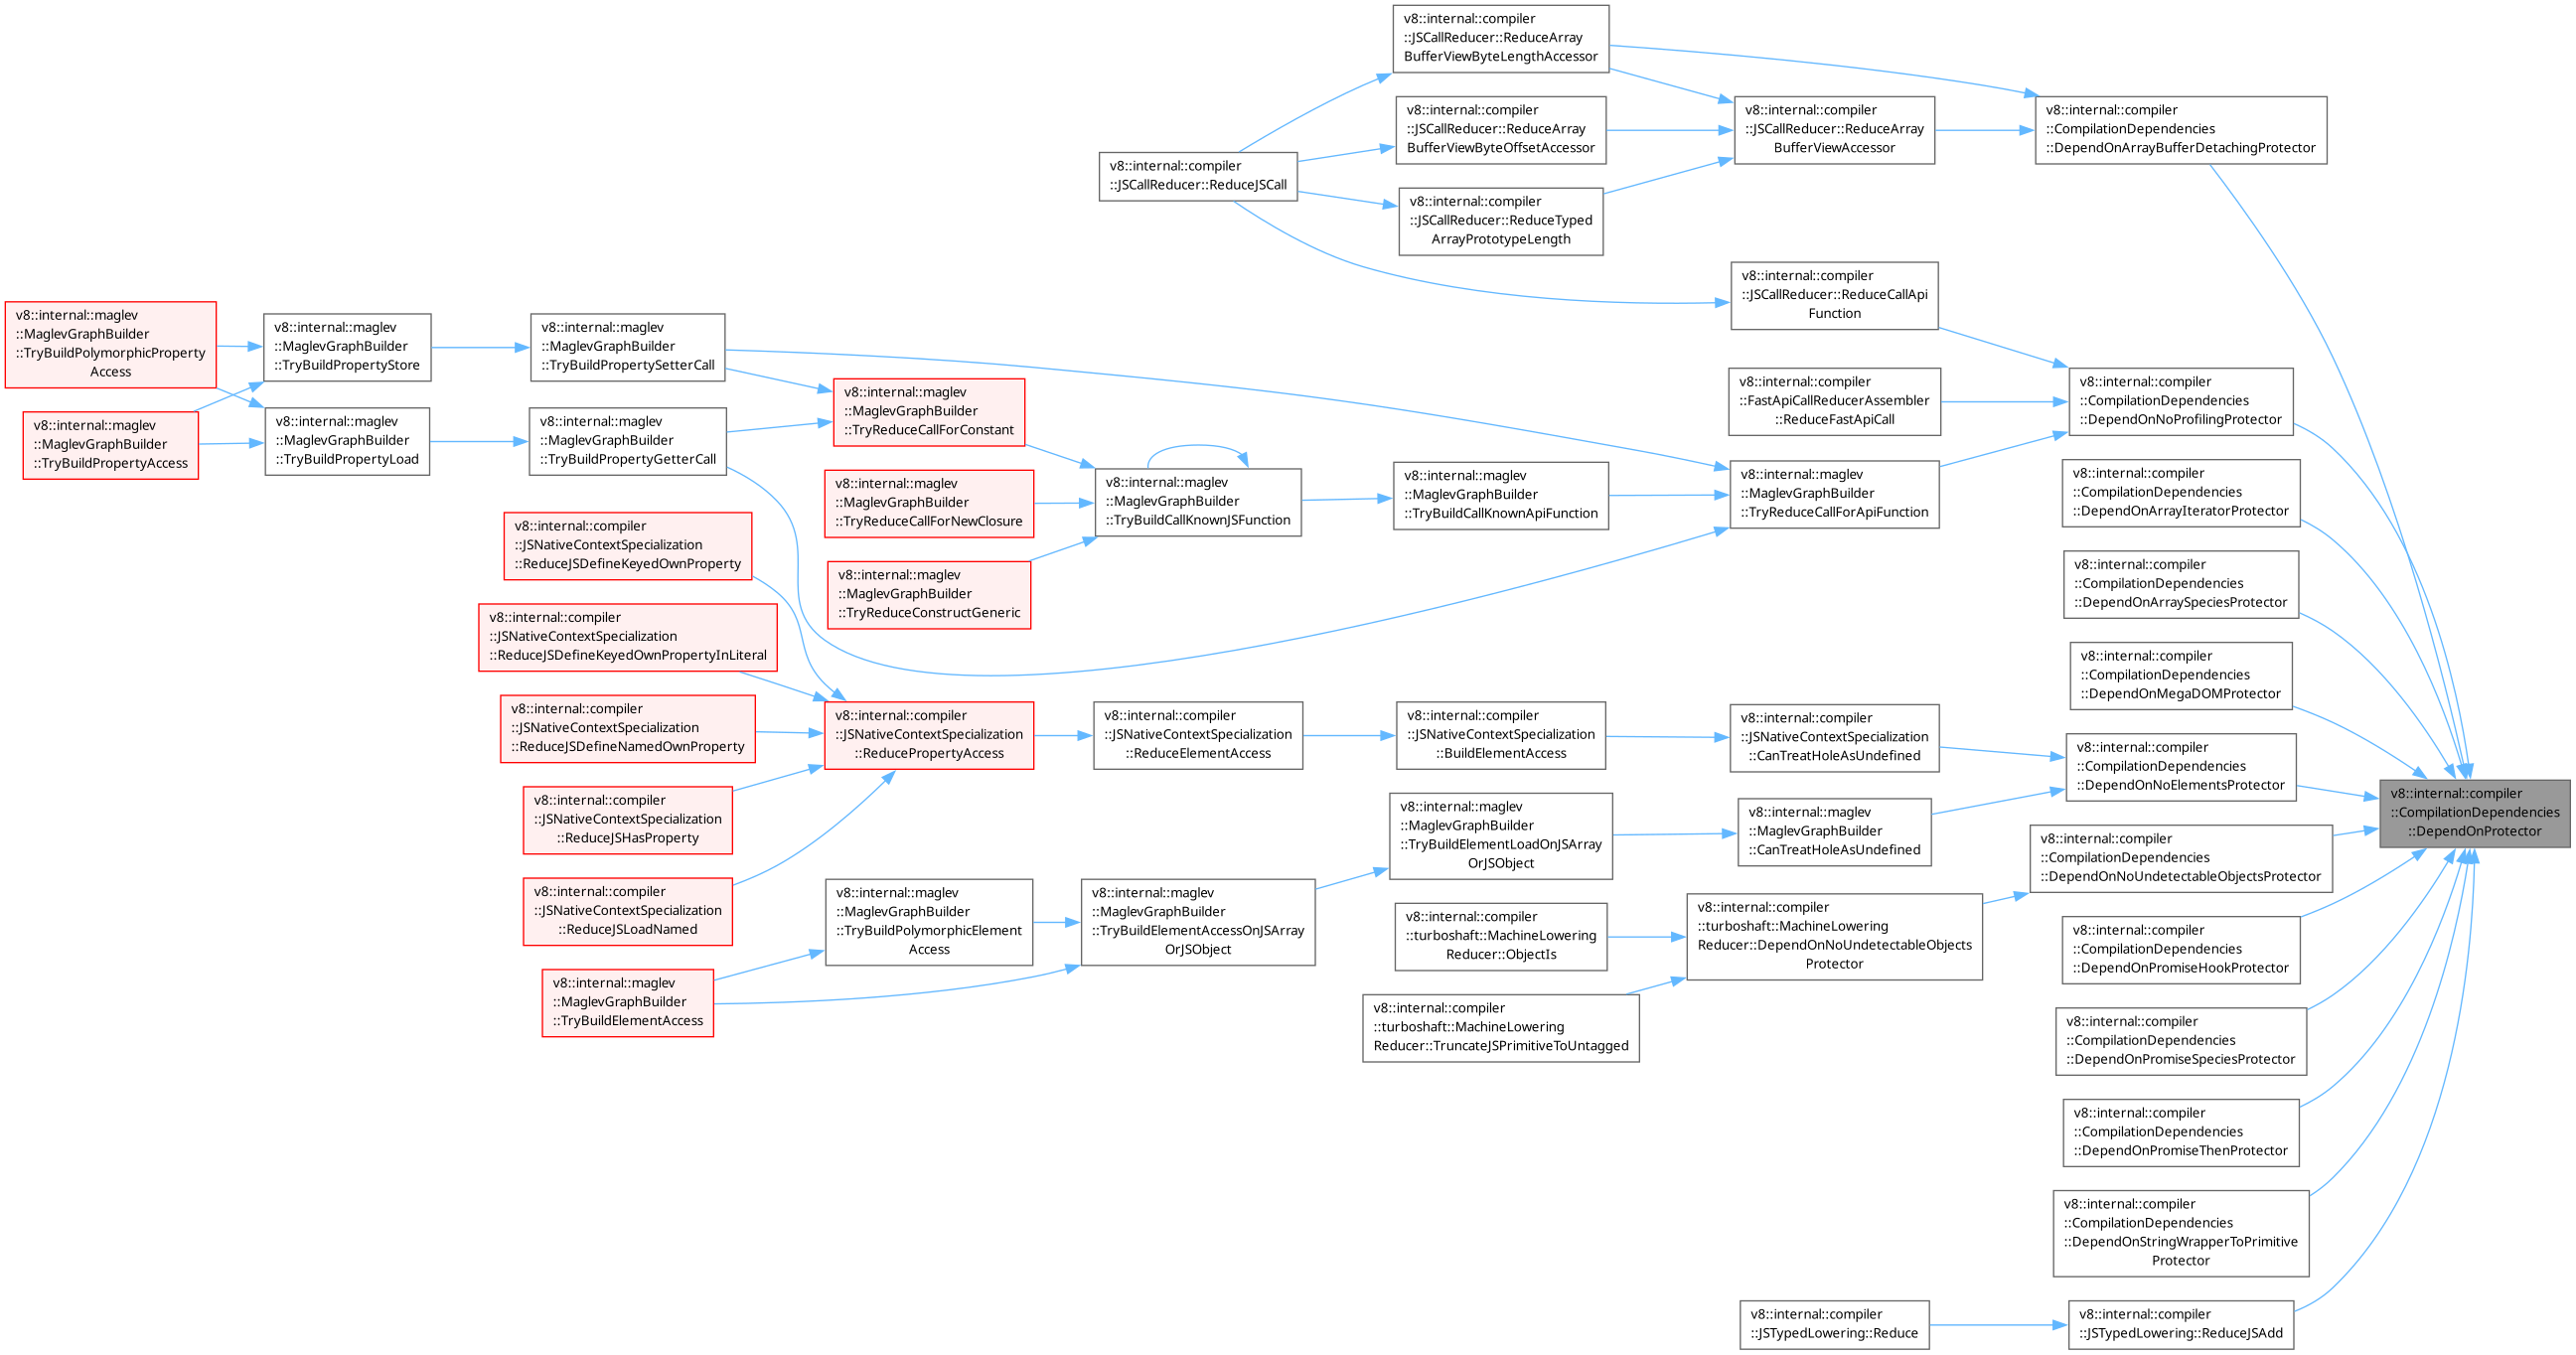 v8::internal::compiler
::JSCallReducer::ReduceArray
BufferViewByteLengthAccessor
v8::internal::compiler
::JSCallReducer::ReduceArray
BufferViewByteOffsetAccessor
v8::internal::compiler
::JSCallReducer::ReduceArray
BufferViewAccessor
v8::internal::compiler
::CompilationDependencies
::DependOnArrayBufferDetachingProtector
v8::internal::compiler
::JSCallReducer::ReduceJSCall
v8::internal::compiler
::JSCallReducer::ReduceTyped
ArrayPrototypeLength
v8::internal::compiler
::JSCallReducer::ReduceCallApi
Function
v8::internal::maglev
::MaglevGraphBuilder
::TryBuildPolymorphicProperty
Access
v8::internal::maglev
::MaglevGraphBuilder
::TryBuildPropertyStore
v8::internal::maglev
::MaglevGraphBuilder
::TryBuildPropertySetterCall
v8::internal::compiler
::FastApiCallReducerAssembler
::ReduceFastApiCall
v8::internal::compiler
::CompilationDependencies
::DependOnNoProfilingProtector
v8::internal::maglev
::MaglevGraphBuilder
::TryReduceCallForConstant
v8::internal::maglev
::MaglevGraphBuilder
::TryBuildPropertyAccess
v8::internal::maglev
::MaglevGraphBuilder
::TryBuildPropertyLoad
v8::internal::maglev
::MaglevGraphBuilder
::TryBuildPropertyGetterCall
v8::internal::maglev
::MaglevGraphBuilder
::TryReduceCallForNewClosure
v8::internal::maglev
::MaglevGraphBuilder
::TryBuildCallKnownJSFunction
v8::internal::maglev
::MaglevGraphBuilder
::TryBuildCallKnownApiFunction
v8::internal::maglev
::MaglevGraphBuilder
::TryReduceCallForApiFunction
v8::internal::compiler
::CompilationDependencies
::DependOnArrayIteratorProtector
v8::internal::compiler
::JSNativeContextSpecialization
::ReduceJSDefineKeyedOwnProperty
v8::internal::maglev
::MaglevGraphBuilder
::TryReduceConstructGeneric
v8::internal::compiler
::CompilationDependencies
::DependOnArraySpeciesProtector
v8::internal::compiler
::JSNativeContextSpecialization
::ReduceJSDefineKeyedOwnPropertyInLiteral
v8::internal::compiler
::CompilationDependencies
::DependOnMegaDOMProtector
v8::internal::compiler
::JSNativeContextSpecialization
::ReduceJSDefineNamedOwnProperty
v8::internal::compiler
::JSNativeContextSpecialization
::ReducePropertyAccess
v8::internal::compiler
::JSNativeContextSpecialization
::ReduceElementAccess
v8::internal::compiler
::JSNativeContextSpecialization
::BuildElementAccess
v8::internal::compiler
::JSNativeContextSpecialization
::CanTreatHoleAsUndefined
v8::internal::compiler
::CompilationDependencies
::DependOnNoElementsProtector
v8::internal::compiler
::CompilationDependencies
::DependOnProtector
v8::internal::compiler
::JSNativeContextSpecialization
::ReduceJSHasProperty
v8::internal::maglev
::MaglevGraphBuilder
::TryBuildElementLoadOnJSArray
OrJSObject
v8::internal::maglev
::MaglevGraphBuilder
::CanTreatHoleAsUndefined
v8::internal::compiler
::CompilationDependencies
::DependOnNoUndetectableObjectsProtector
v8::internal::compiler
::JSNativeContextSpecialization
::ReduceJSLoadNamed
v8::internal::maglev
::MaglevGraphBuilder
::TryBuildPolymorphicElement
Access
v8::internal::maglev
::MaglevGraphBuilder
::TryBuildElementAccessOnJSArray
OrJSObject
v8::internal::compiler
::turboshaft::MachineLowering
Reducer::ObjectIs
v8::internal::compiler
::turboshaft::MachineLowering
Reducer::DependOnNoUndetectableObjects
Protector
v8::internal::compiler
::CompilationDependencies
::DependOnPromiseHookProtector
v8::internal::maglev
::MaglevGraphBuilder
::TryBuildElementAccess
v8::internal::compiler
::turboshaft::MachineLowering
Reducer::TruncateJSPrimitiveToUntagged
v8::internal::compiler
::CompilationDependencies
::DependOnPromiseSpeciesProtector
v8::internal::compiler
::CompilationDependencies
::DependOnPromiseThenProtector
v8::internal::compiler
::CompilationDependencies
::DependOnStringWrapperToPrimitive
Protector
v8::internal::compiler
::JSTypedLowering::Reduce
v8::internal::compiler
::JSTypedLowering::ReduceJSAdd